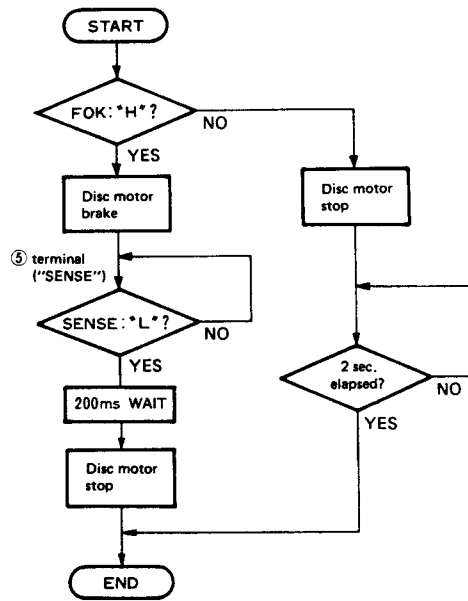 START
FOK: "H" ?
NO
YES
Disc motor
brake
Disc motor
stop
⑤ terminal
("SENSE")
SENSE: "L" ?
NO
YES
2 sec.
elapsed?
NO
YES
200ms WAIT
Disc motor
stop
END